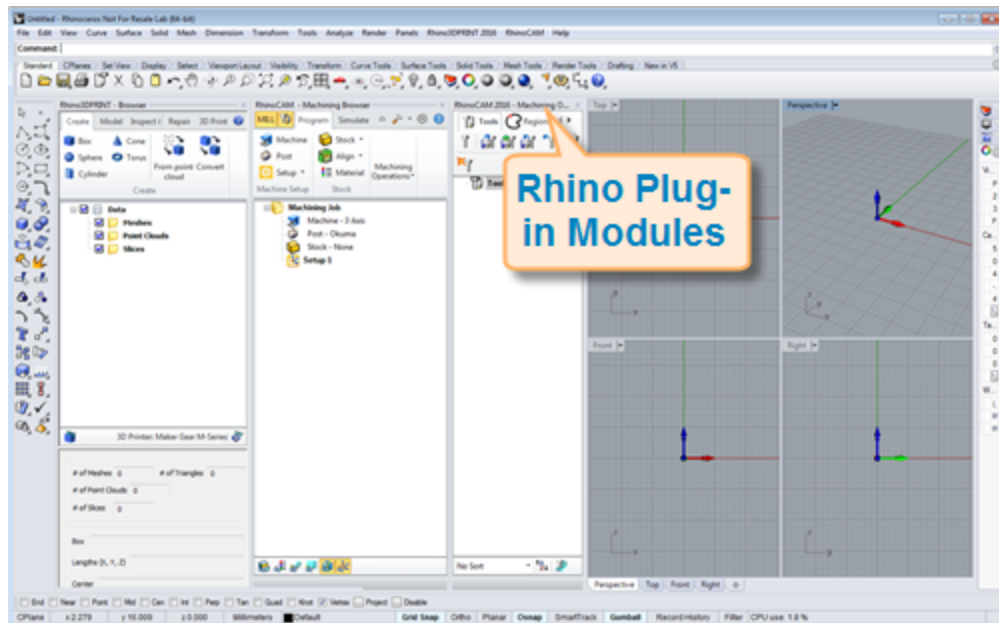 Untitled - Rhinoceros Not For Resale Lab (64-bit)
File Edit View Curve Surface Solid Mesh Dimension Transform Tools Analyze Render Panels Rhino3DPRINT 2016 RhinoCAM Help
Command:
Standard CPlanes Set View Display Select Viewport Layout Visibility Transform Curve Tools Surface Tools Solid Tools Mesh Tools Render Tools Drafting New in V5
Rhino3DPRINT - Browser
Create Model Inspect Repair 3D Print
Box Cone
Sphere Torus
Cylinder
From point cloud
Convert
Create
Data
Meshes
Point Clouds
Slices
3D Printer: Maker Gear M-Series
# of Meshes 0 # of Triangles 0
# of Point Clouds 0
# of Slices 0
Box
Lengths (X, Y, Z)
Center
RhinoCAM - Machining Browser
MILL Program Simulate
Machine Stock
Post Align
Setup Material
Machining Operations
Machine Setup Stock
Machining Job
Machine - 3 Axis
Post - Okuma
Stock - None
Setup 1
RhinoCAM 2016 - Machining O...
Tools Region
No Sort
Rhino Plug-
in Modules
Top
Perspective
Front
Right
Perspective Top Front Right
End Near Point Mid Cen Int Perp Tan Quad Knot Vertex Project Disable
CPlane x 2.279 y 16.009 z 0.000 Millimeters Default Grid Snap Ortho Planar Osnap SmartTrack Gumball Record History Filter CPU use: 1.8 %